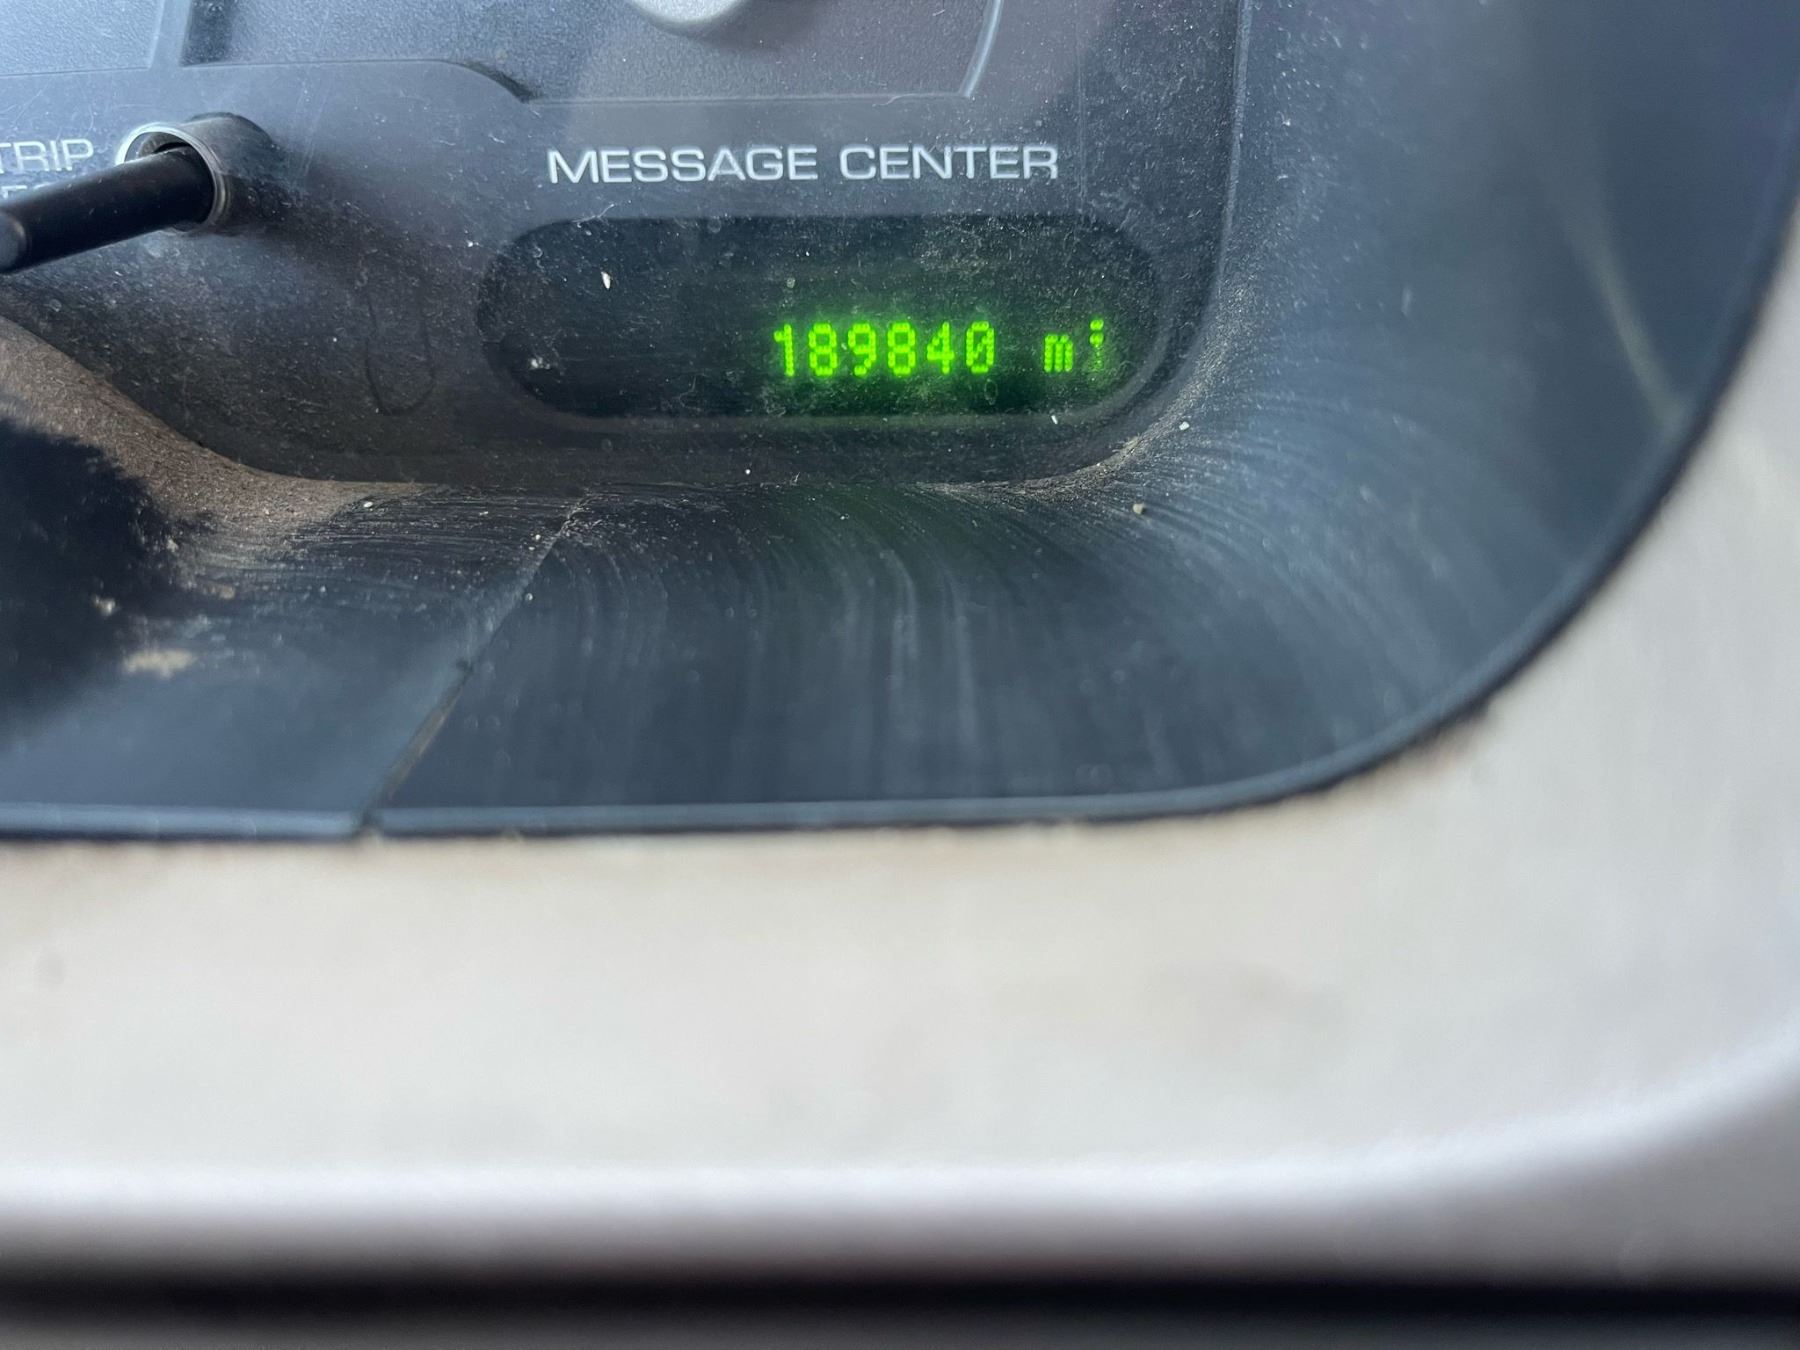 TRIP
MESSAGE CENTER
189840 mi